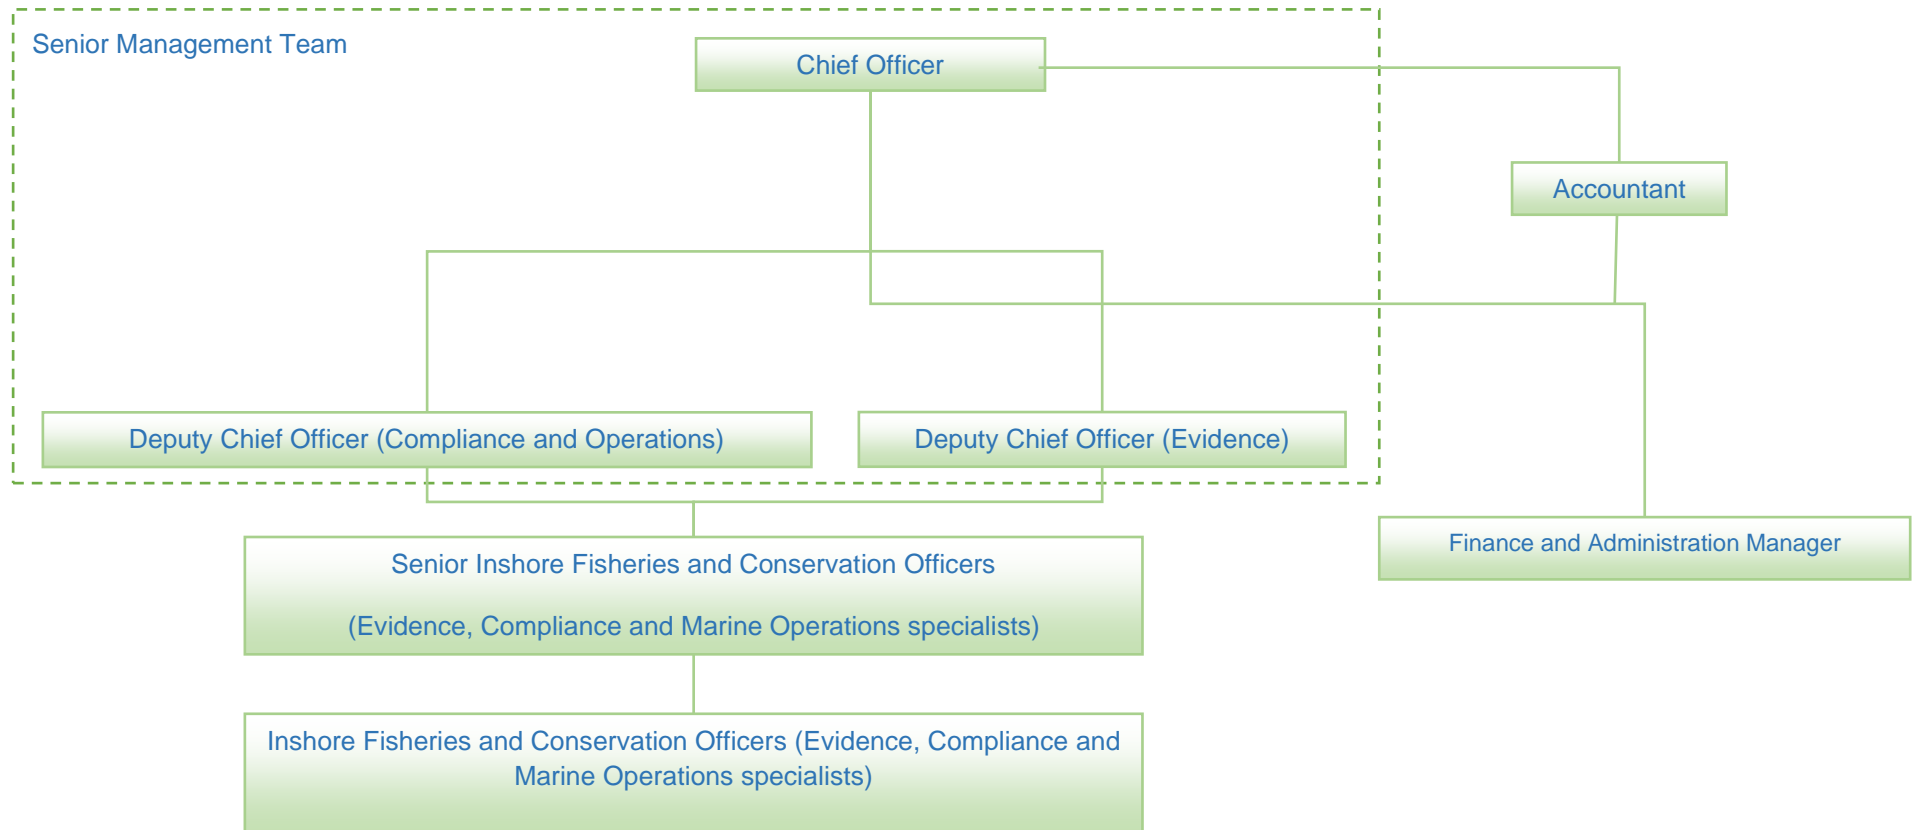 Senior Management Team
Chief Officer
Accountant
Deputy Chief Officer (Compliance and Operations)
Deputy Chief Officer (Evidence)
Finance and Administration Manager
Senior Inshore Fisheries and Conservation Officers
(Evidence, Compliance and Marine Operations specialists)
Inshore Fisheries and Conservation Officers (Evidence, Compliance and
Marine Operations specialists)